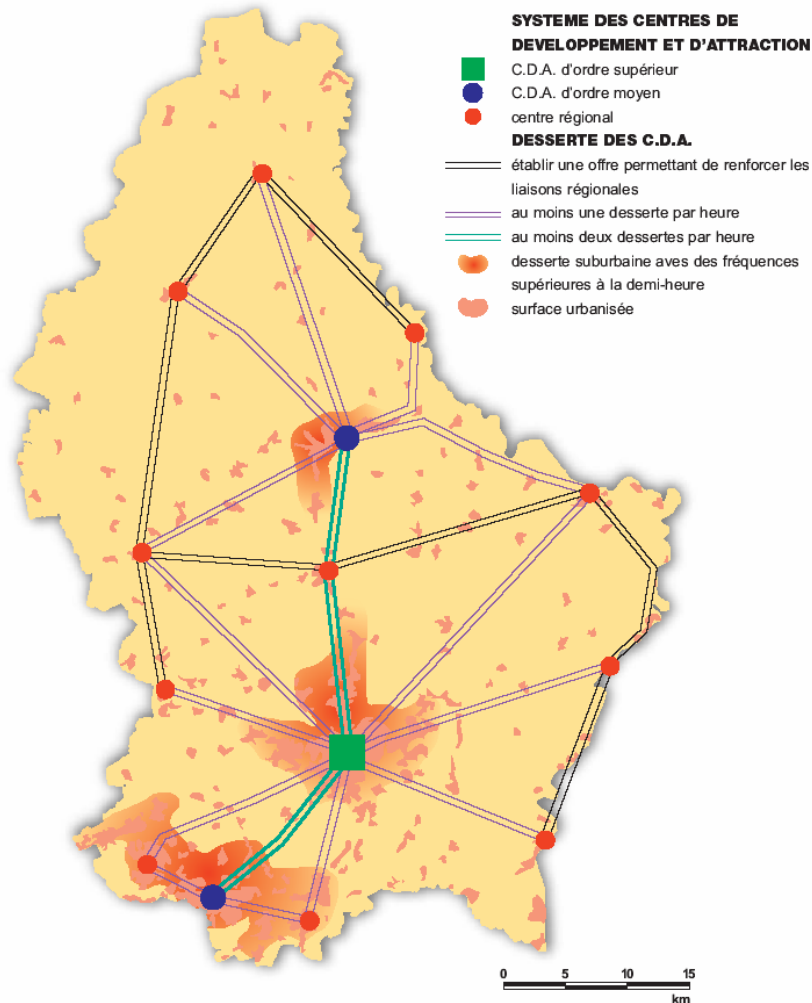 SYSTEME DES CENTRES DE
DEVELOPPEMENT ET D'ATTRACTION
C.D.A. d'ordre supérieur
C.D.A. d'ordre moyen
centre régional
DESSERTE DES C.D.A.
établir une offre permettant de renforcer les
liaisons régionales
au moins une desserte par heure
au moins deux dessertes par heure
desserte suburbaine aves des fréquences
supérieures à la demi-heure
surface urbanisée
0 5 10 15
km